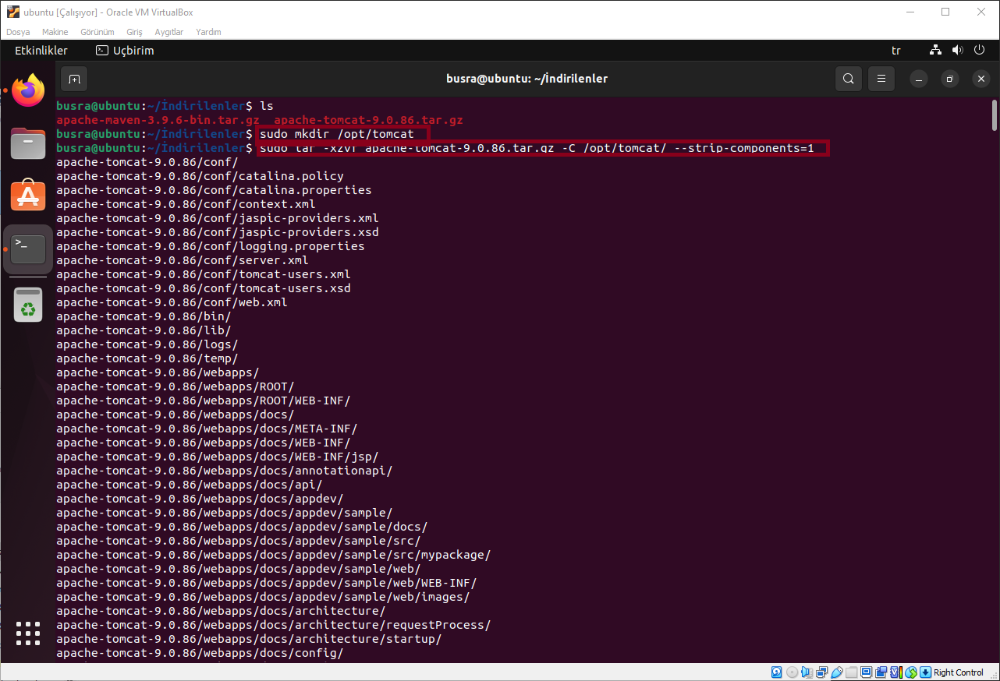 ubuntu [Çalışıyor] - Oracle VM VirtualBox
Dosya Makine Görünüm Giriş Aygıtlar Yardım
Etkinlikler Uçbirim tr
busra@ubuntu: ~/İndirilenler
busra@ubuntu:~/İndirilenler$ ls
apache-maven-3.9.6-bin.tar.gz apache-tomcat-9.0.86.tar.gz
busra@ubuntu:~/İndirilenler$ sudo mkdir /opt/tomcat
busra@ubuntu:~/İndirilenler$ sudo tar -xzvf apache-tomcat-9.0.86.tar.gz -C /opt/tomcat/ --strip-components=1
apache-tomcat-9.0.86/conf/
apache-tomcat-9.0.86/conf/catalina.policy
apache-tomcat-9.0.86/conf/catalina.properties
apache-tomcat-9.0.86/conf/context.xml
apache-tomcat-9.0.86/conf/jaspic-providers.xml
apache-tomcat-9.0.86/conf/jaspic-providers.xsd
apache-tomcat-9.0.86/conf/logging.properties
apache-tomcat-9.0.86/conf/server.xml
apache-tomcat-9.0.86/conf/tomcat-users.xml
apache-tomcat-9.0.86/conf/tomcat-users.xsd
apache-tomcat-9.0.86/conf/web.xml
apache-tomcat-9.0.86/bin/
apache-tomcat-9.0.86/lib/
apache-tomcat-9.0.86/logs/
apache-tomcat-9.0.86/temp/
apache-tomcat-9.0.86/webapps/
apache-tomcat-9.0.86/webapps/ROOT/
apache-tomcat-9.0.86/webapps/ROOT/WEB-INF/
apache-tomcat-9.0.86/webapps/docs/
apache-tomcat-9.0.86/webapps/docs/META-INF/
apache-tomcat-9.0.86/webapps/docs/WEB-INF/
apache-tomcat-9.0.86/webapps/docs/WEB-INF/jsp/
apache-tomcat-9.0.86/webapps/docs/annotationapi/
apache-tomcat-9.0.86/webapps/docs/api/
apache-tomcat-9.0.86/webapps/docs/appdev/
apache-tomcat-9.0.86/webapps/docs/appdev/sample/
apache-tomcat-9.0.86/webapps/docs/appdev/sample/docs/
apache-tomcat-9.0.86/webapps/docs/appdev/sample/src/
apache-tomcat-9.0.86/webapps/docs/appdev/sample/src/mypackage/
apache-tomcat-9.0.86/webapps/docs/appdev/sample/web/
apache-tomcat-9.0.86/webapps/docs/appdev/sample/web/WEB-INF/
apache-tomcat-9.0.86/webapps/docs/appdev/sample/web/images/
apache-tomcat-9.0.86/webapps/docs/architecture/
apache-tomcat-9.0.86/webapps/docs/architecture/requestProcess/
apache-tomcat-9.0.86/webapps/docs/architecture/startup/
apache-tomcat-9.0.86/webapps/docs/config/
Right Control